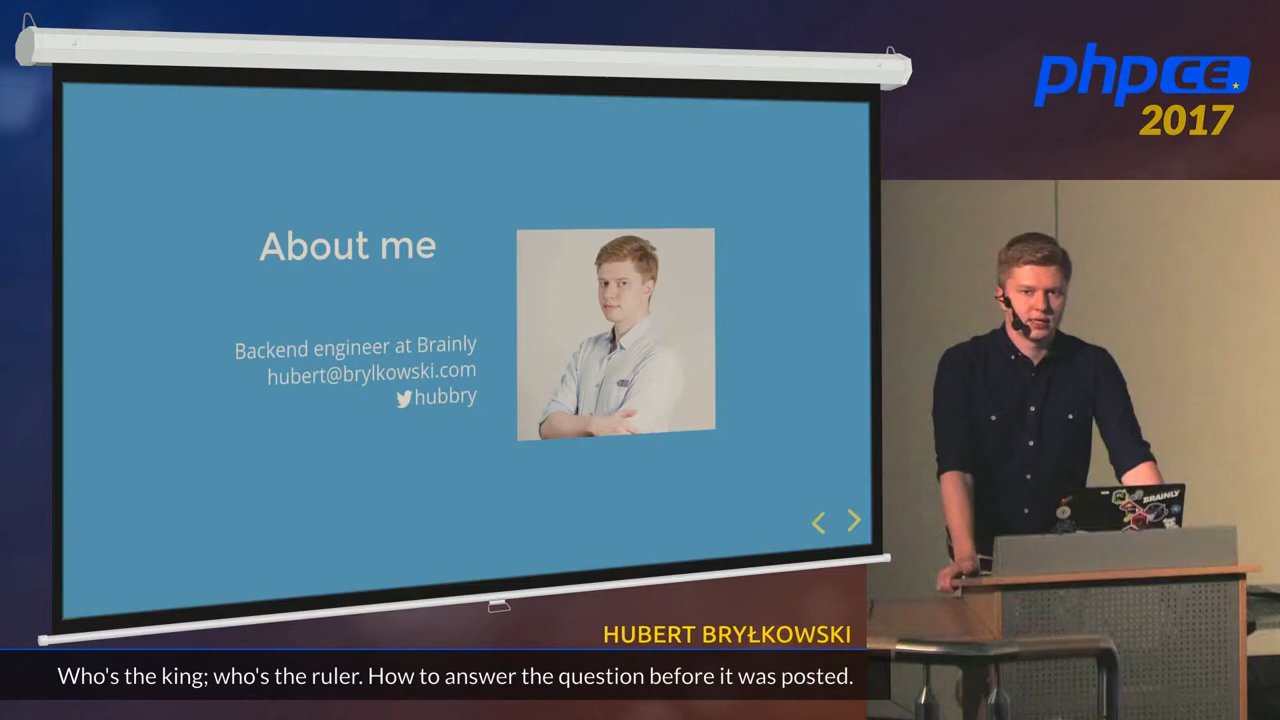 phpCE
2017
About me
Backend engineer at Brainly
hubert@brylkowski.com
hubbry
BRAINLY
HUBERT BRYŁKOWSKI
Who's the king; who's the ruler. How to answer the question before it was posted.